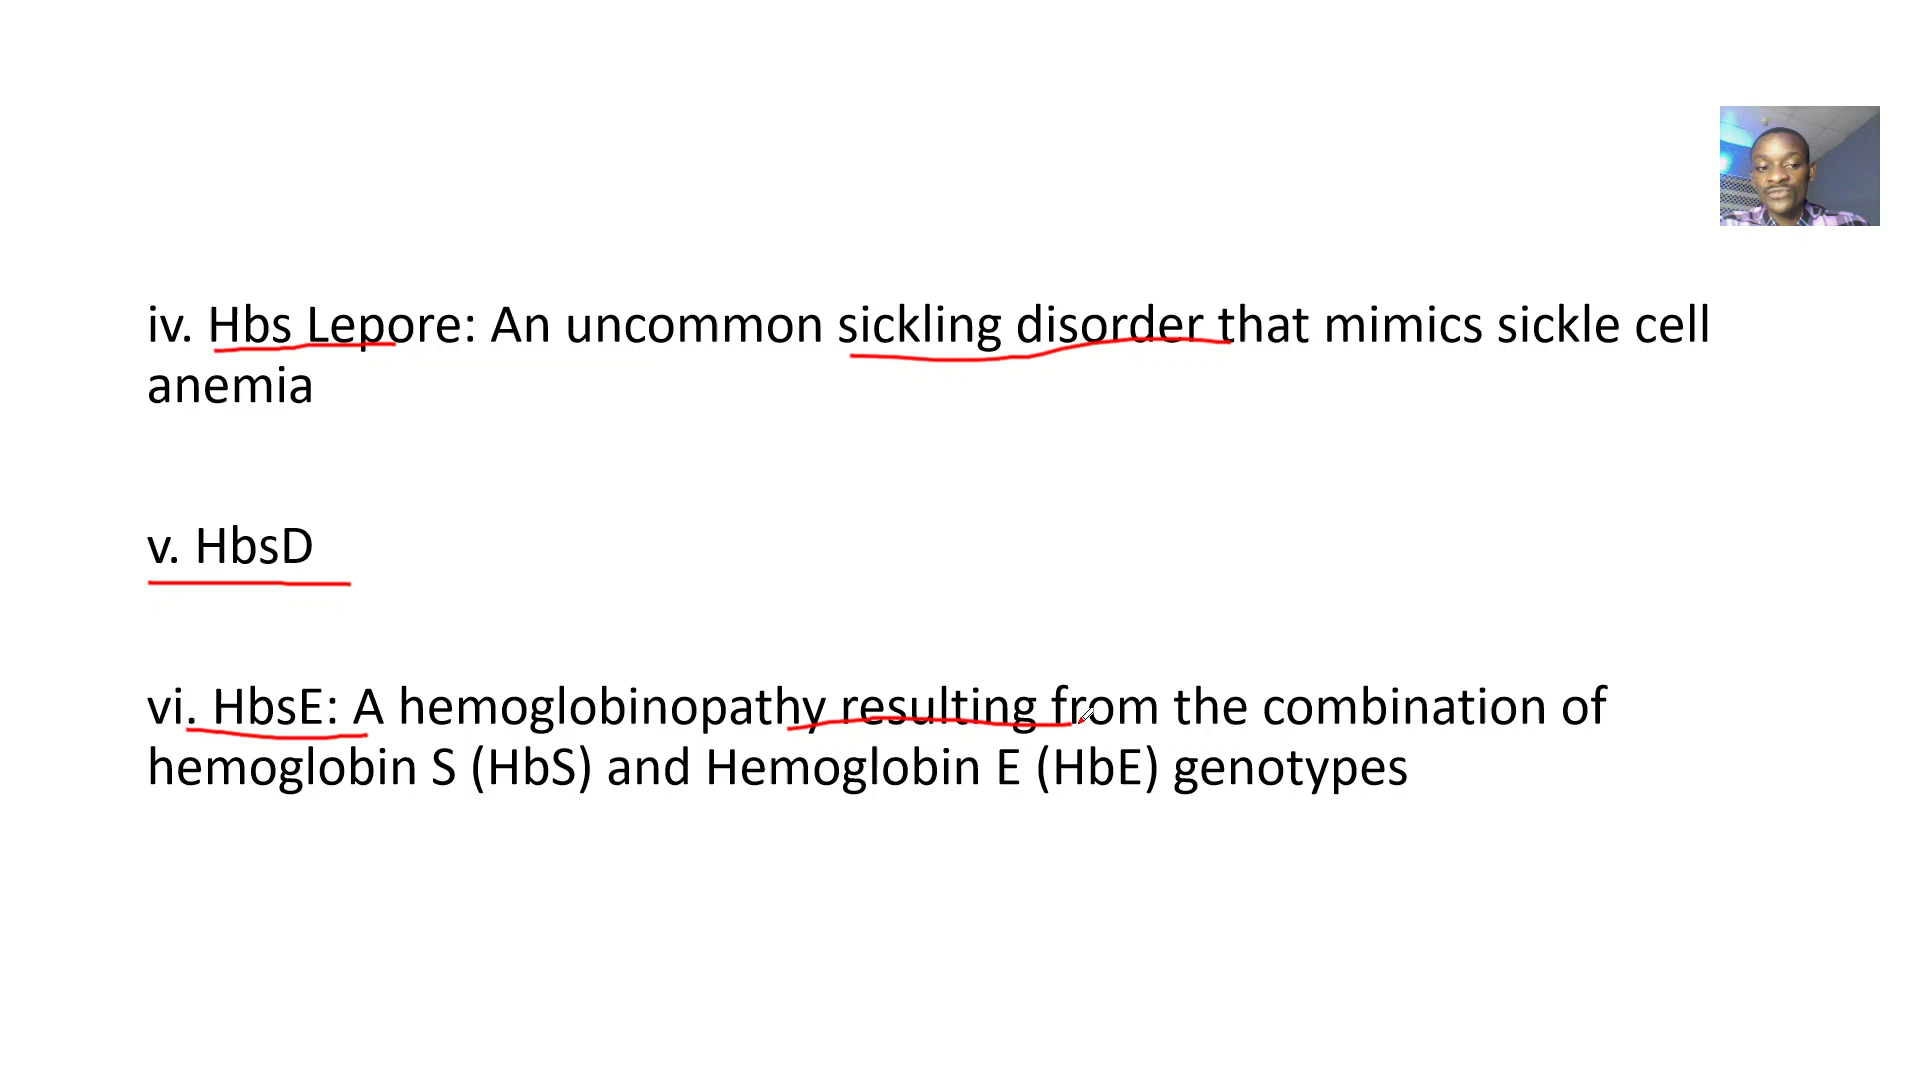 iv. Hbs Lepore: An uncommon sickling disorder that mimics sickle cell
anemia
v. HbsD
vi. HbsE: A hemoglobinopathy resulting from the combination of
hemoglobin S (HbS) and Hemoglobin E (HbE) genotypes